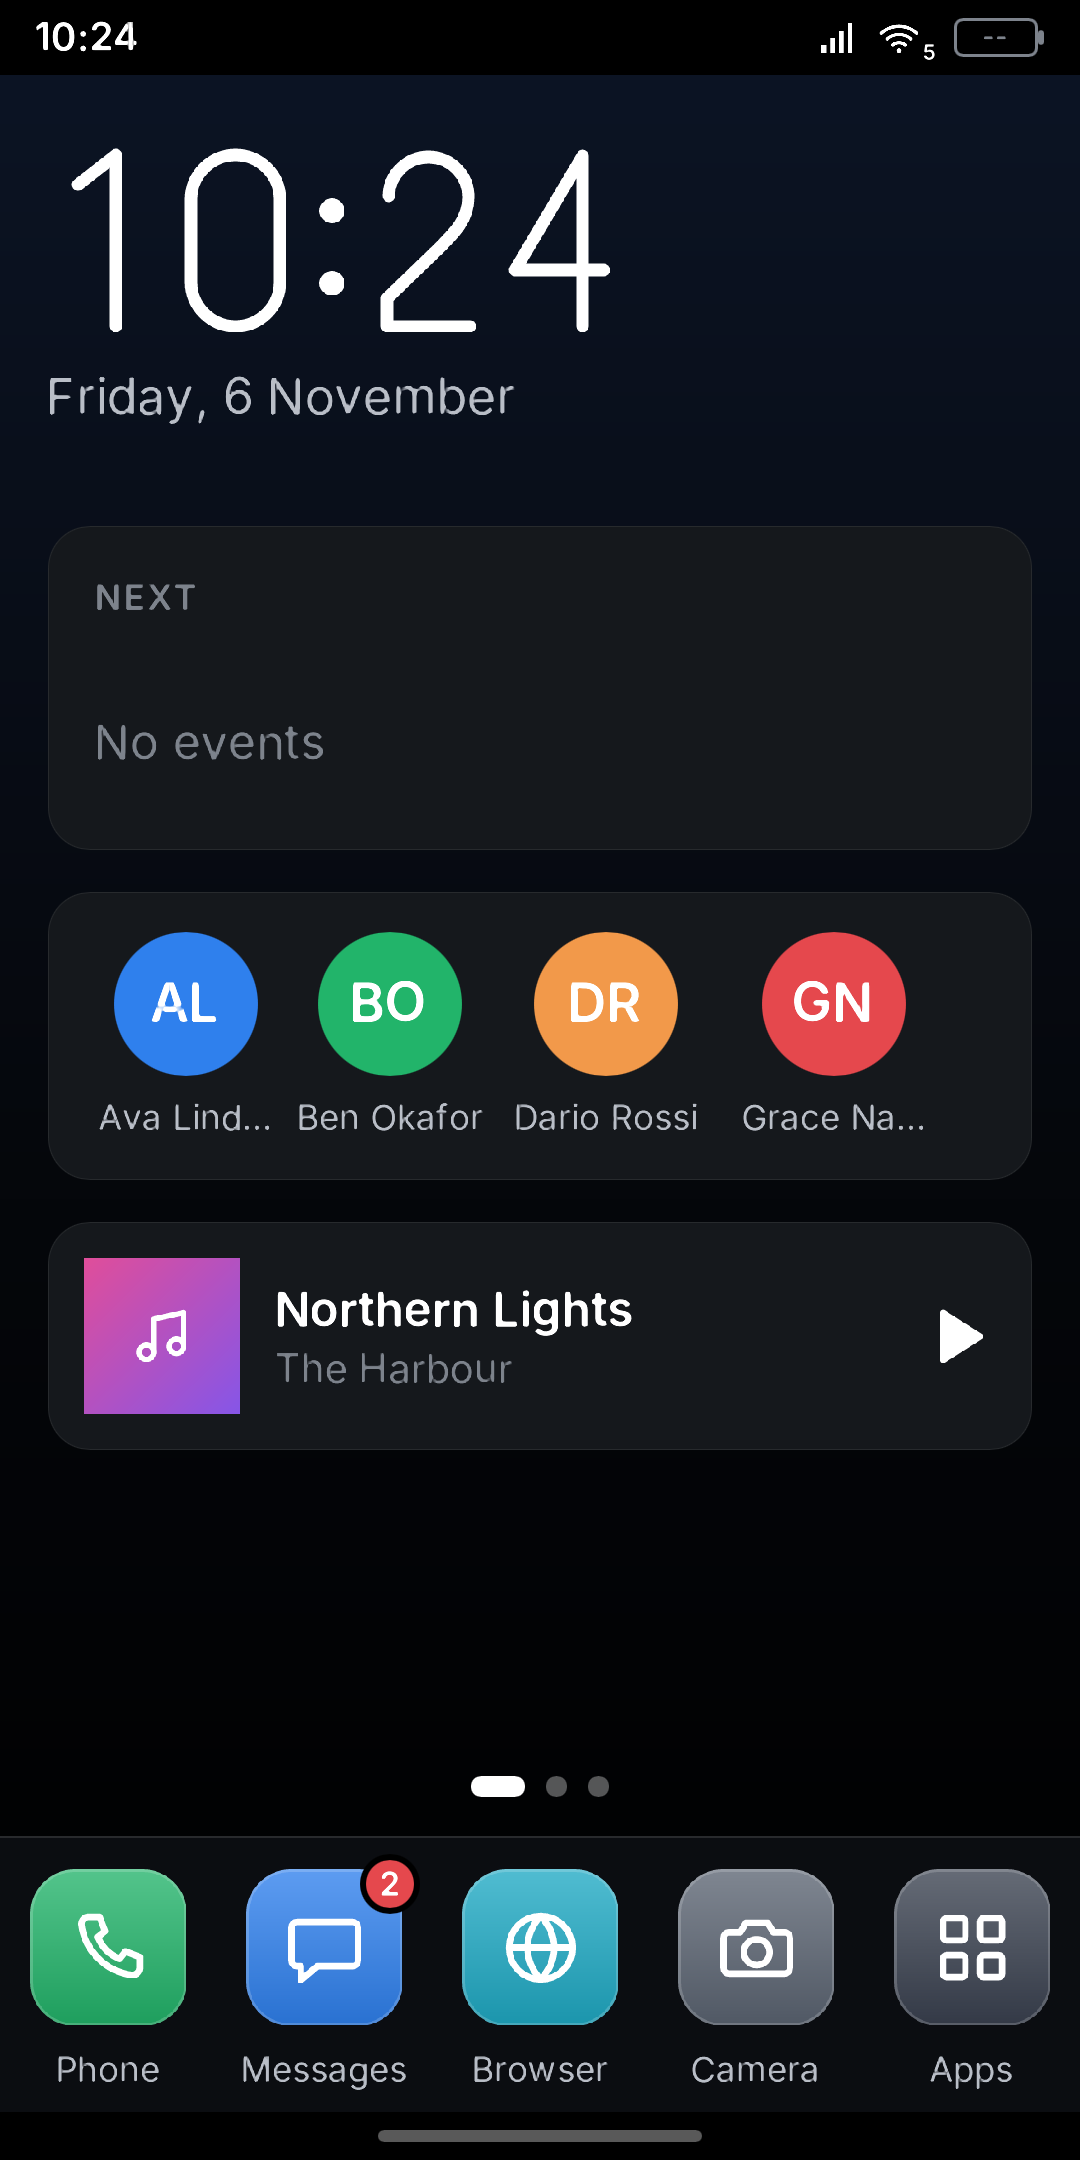 10:24
5
--
10:24
Friday, 6 November
NEXT
No events
AL
BO
DR
GN
Ava Lind...
Ben Okafor
Dario Rossi
Grace Na...
Northern Lights
The Harbour
2
Phone
Messages
Browser
Camera
Apps